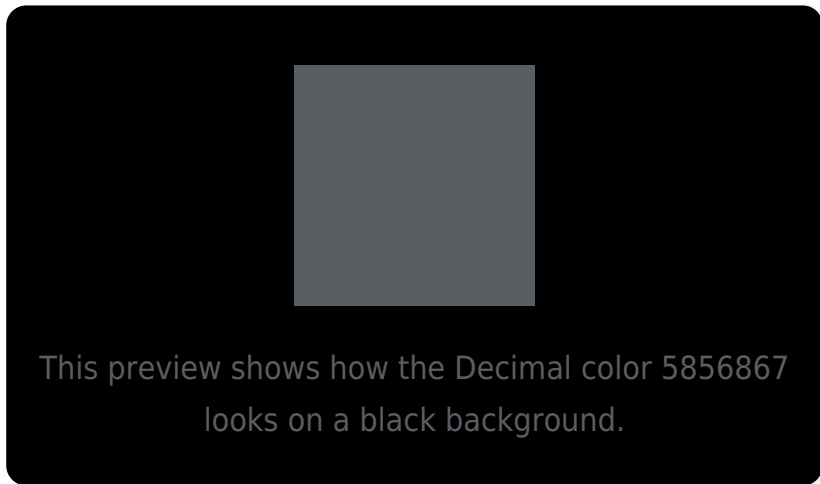 This preview shows how the Decimal color 5856867
looks on a black background.